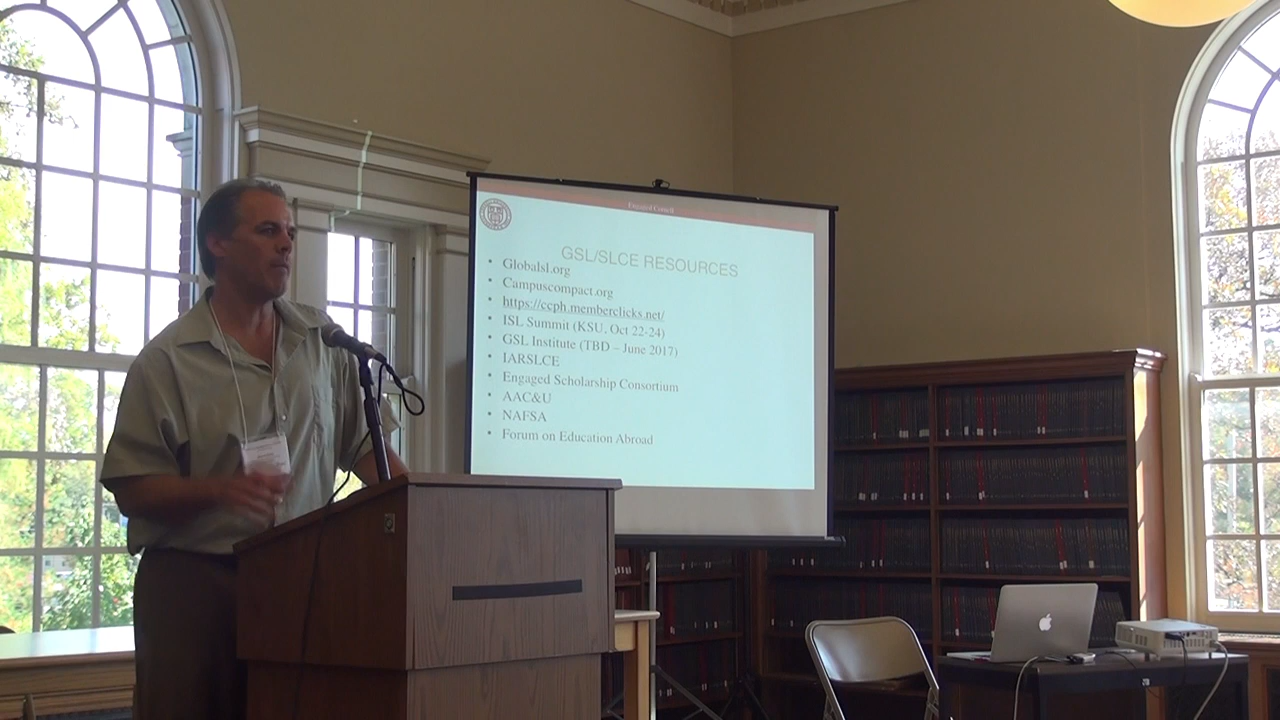 Engaged Cornell
GSL/SLCE RESOURCES
• Globalsl.org
• Campuscompact.org
• https://ccph.memberclicks.net/
• ISL Summit (KSU, Oct 22-24)
• GSL Institute (TBD – June 2017)
• IARSLCE
• Engaged Scholarship Consortium
• AAC&U
• NAFSA
• Forum on Education Abroad